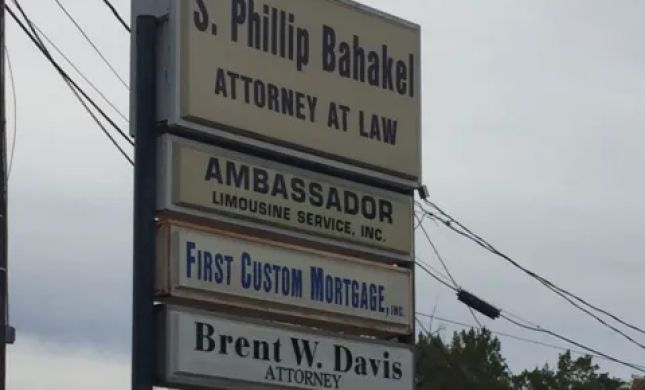 S. Phillip Bahakel
ATTORNEY AT LAW
AMBASSADOR
LIMOUSINE SERVICE, INC.
FIRST CUSTOM MORTGAGE, INC.
Brent W. Davis
ATTORNEY